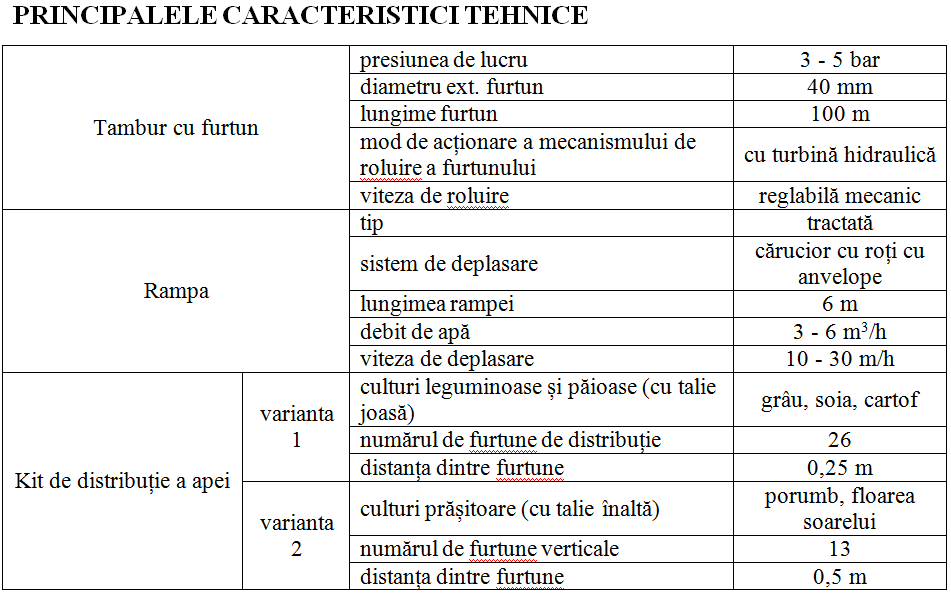 PRINCIPALELE CARACTERISTICI TEHNICE
Tambur cu furtun
presiunea de lucru
3 - 5 bar
diametru ext. furtun
40 mm
lungime furtun
100 m
mod de acționare a mecanismului de
roluire a furtunului
cu turbină hidraulică
viteza de roluire
reglabilă mecanic
Rampa
tip
tractată
sistem de deplasare
cărucior cu roți cu
anvelope
lungimea rampei
6 m
debit de apă
3 - 6 m³/h
viteza de deplasare
10 - 30 m/h
Kit de distribuție a apei
varianta
1
culturi leguminoase și păioase (cu talie
joasă)
grâu, soia, cartof
numărul de furtune de distribuție
26
distanța dintre furtune
0,25 m
varianta
2
culturi prășitoare (cu talie înaltă)
porumb, floarea
soarelui
numărul de furtune verticale
13
distanța dintre furtune
0,5 m